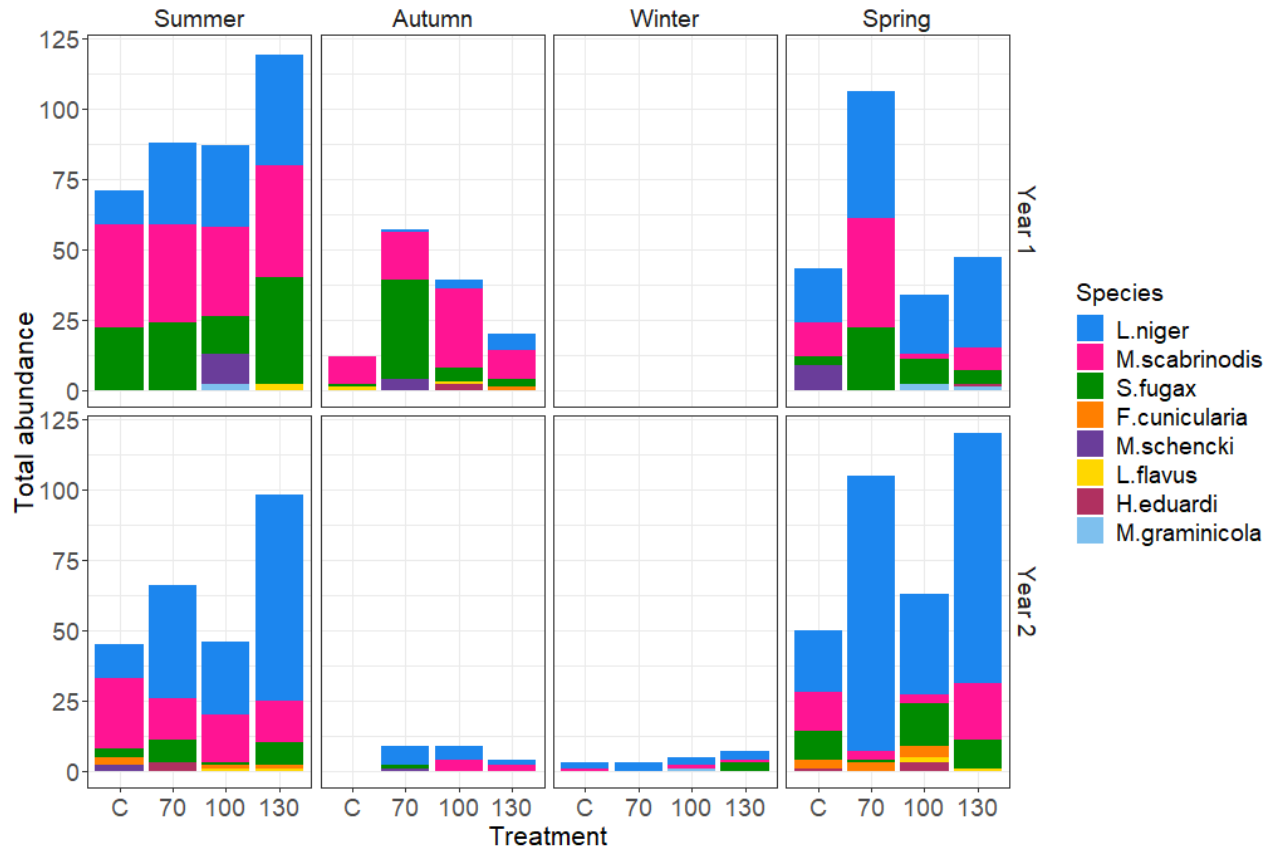 Summer Autumn Winter Spring
Total abundance
125
100
75
50
25
0
Year 1
125
100
75
50
25
0
Year 2
C 70 100 130 C 70 100 130 C 70 100 130 C 70 100 130
Treatment
Species
L.niger
M.scabrinodis
S.fugax
F.cunicularia
M.schencki
L.flavus
H.eduardi
M.graminicola